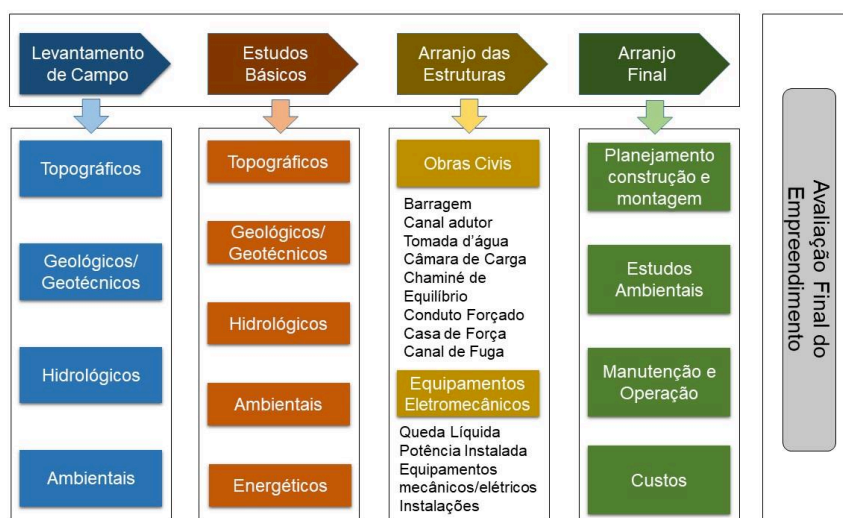 Levantamento
de Campo
Estudos
Básicos
Arranjo das
Estruturas
Arranjo
Final
Topográficos
Geológicos/
Geotécnicos
Hidrológicos
Ambientais
Topográficos
Geológicos/
Geotécnicos
Hidrológicos
Ambientais
Energéticos
Obras Civis
Barragem
Canal adutor
Tomada d'água
Câmara de Carga
Chaminé de
Equilíbrio
Conduto Forçado
Casa de Força
Canal de Fuga
Equipamentos
Eletromecânicos
Queda Líquida
Potência Instalada
Equipamentos
mecânicos/elétricos
Instalações
Planejamento
construção e
montagem
Estudos
Ambientais
Manutenção e
Operação
Custos
Avaliação Final do
Empreendimento